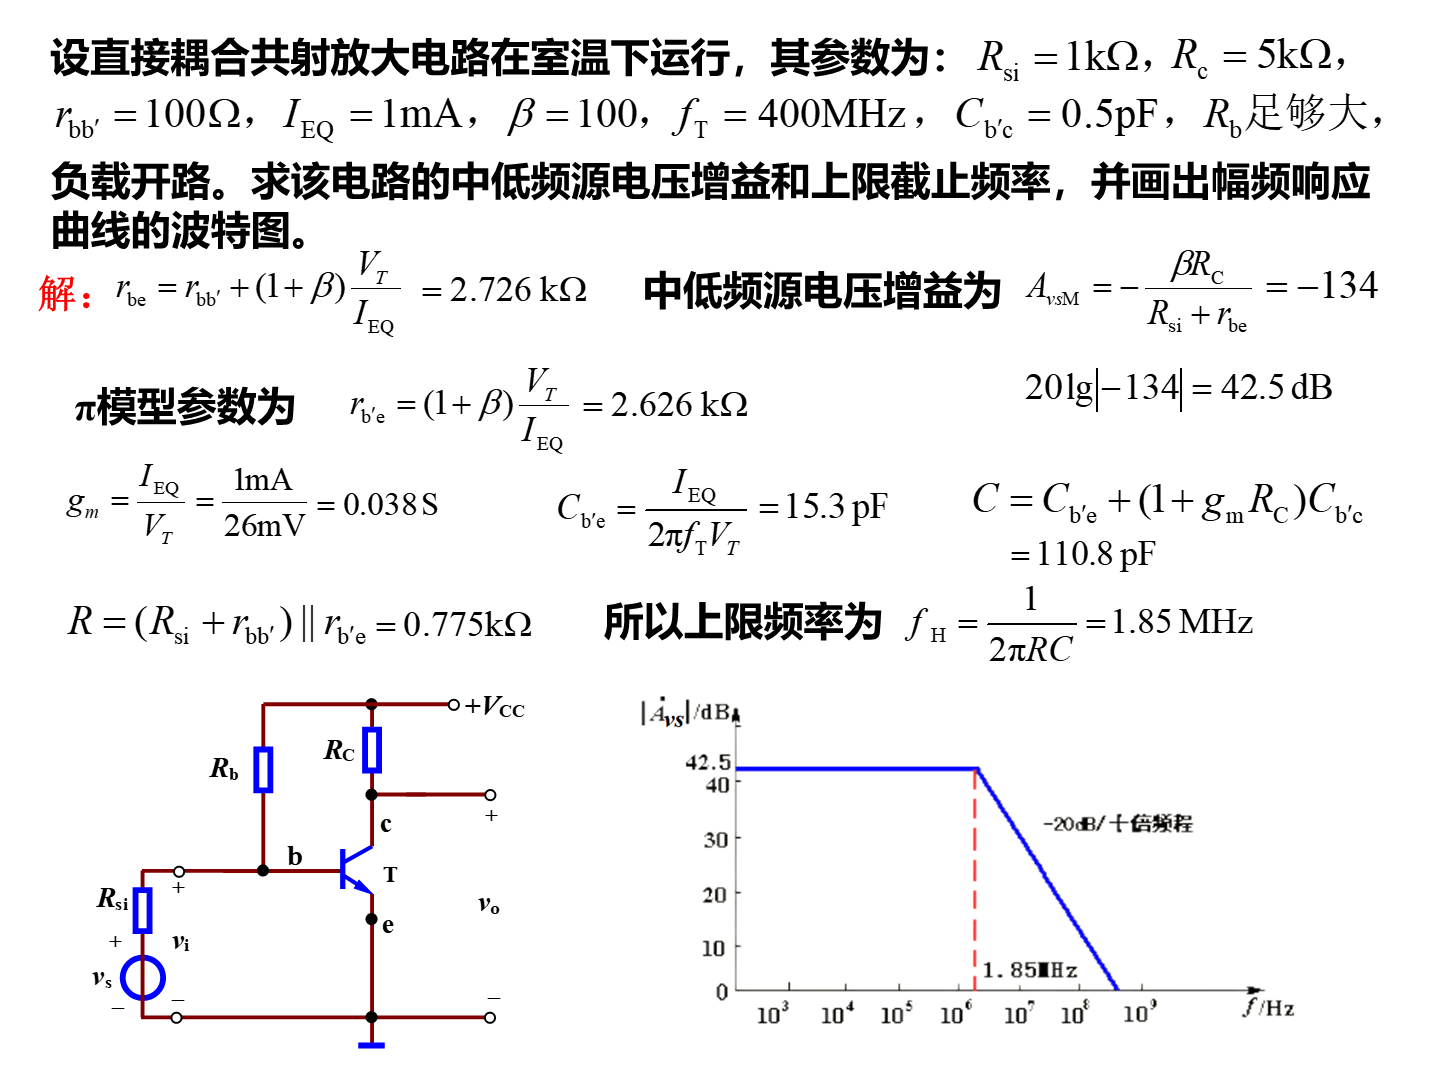 设直接耦合共射放大电路在室温下运行，其参数为：Rsi = 1kΩ，Rc = 5kΩ，
rbb′ = 100Ω，IEQ = 1mA，β = 100，fT = 400MHz，Cb′c = 0.5pF，Rb足够大，
负载开路。求该电路的中低频源电压增益和上限截止频率，并画出幅频响应
曲线的波特图。
解：rbe = rbb′ + (1+β) VT/IEQ = 2.726 kΩ 中低频源电压增益为 AvsM = − βRC/(Rsi + rbe) = −134
π模型参数为 rb′e = (1+β) VT/IEQ = 2.626 kΩ 20lg|−134| = 42.5 dB
gm = IEQ/VT = 1mA/26mV = 0.038 S Cb′e = IEQ/(2πfTVT) = 15.3 pF C = Cb′e + (1+ gmRC)Cb′c
= 110.8 pF
R = (Rsi + rbb′) || rb′e = 0.775kΩ 所以上限频率为 fH = 1/(2πRC) = 1.85 MHz
+VCC
RC
Rb
+
c
b
T
+
Rsi
vo
e
+
vi
vs
−
−
−
|Ȧvs|/dB
42.5
40
-20dB/十倍频程
30
20
10
1.85MHz
0
10³ 10⁴ 10⁵ 10⁶ 10⁷ 10⁸ 10⁹ f/Hz